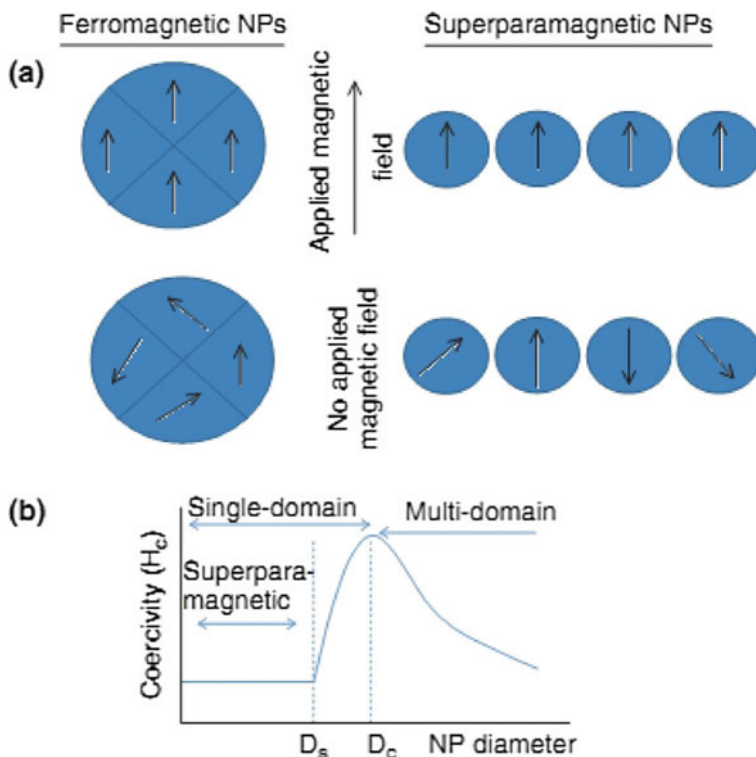 Ferromagnetic NPs
Superparamagnetic NPs
(a)
Applied magnetic
field
No applied
magnetic field
(b)
Single-domain
Multi-domain
Superpara-
magnetic
Coercivity (Hc)
Ds
Dc
NP diameter